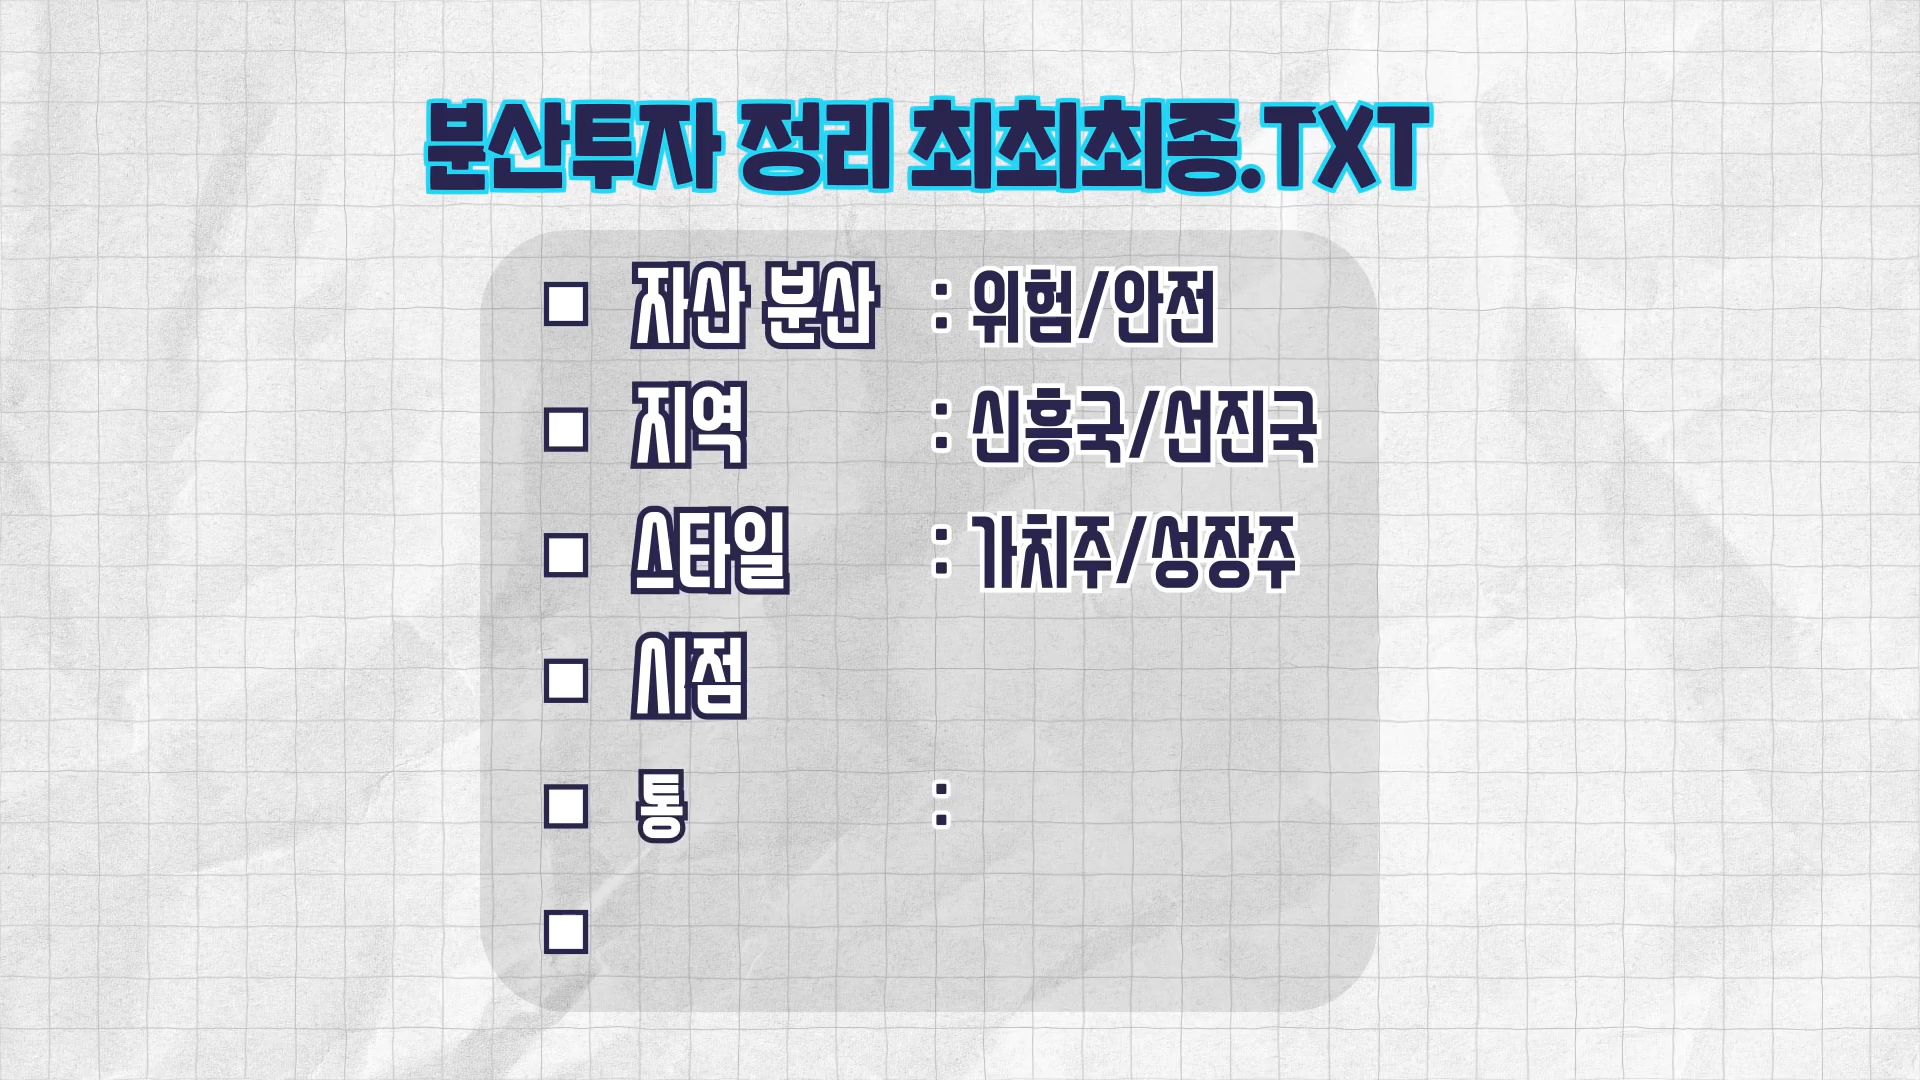 분산투자 정리 최최최종.TXT
자산 분산 : 위험/안전
지역 : 신흥국/선진국
스타일 : 가치주/성장주
시점
통 :